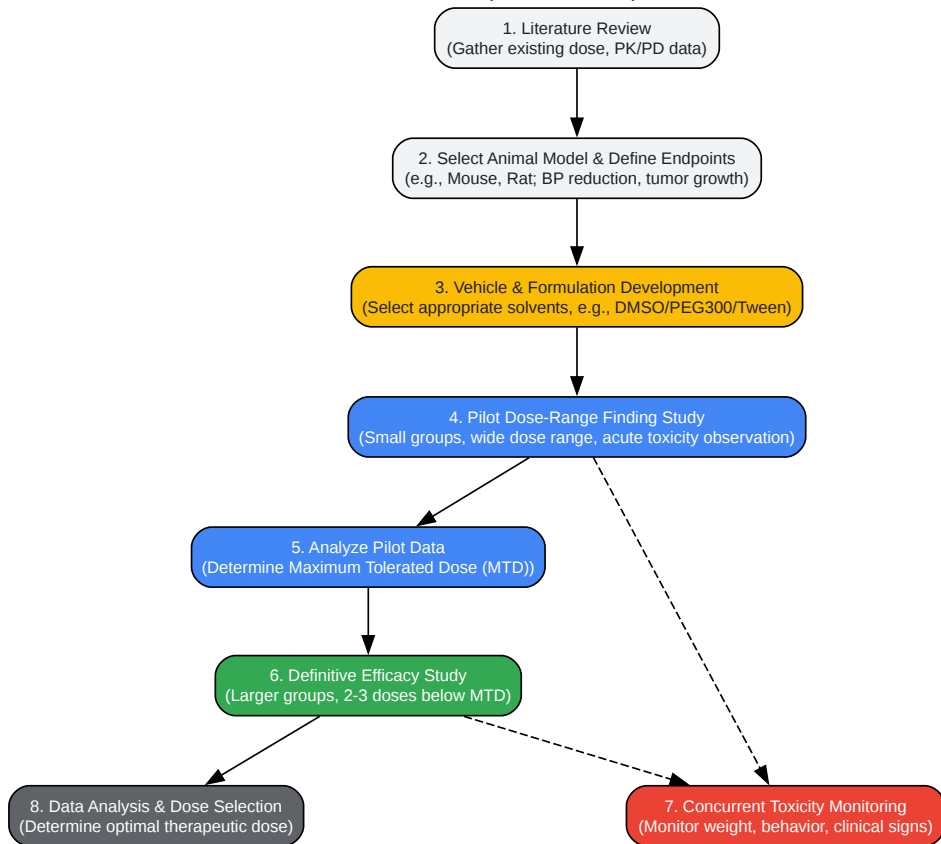 1. Literature Review
(Gather existing dose, PK/PD data)
2. Select Animal Model & Define Endpoints
(e.g., Mouse, Rat; BP reduction, tumor growth)
3. Vehicle & Formulation Development
(Select appropriate solvents, e.g., DMSO/PEG300/Tween)
4. Pilot Dose-Range Finding Study
(Small groups, wide dose range, acute toxicity observation)
5. Analyze Pilot Data
(Determine Maximum Tolerated Dose (MTD))
6. Definitive Efficacy Study
(Larger groups, 2-3 doses below MTD)
8. Data Analysis & Dose Selection
(Determine optimal therapeutic dose)
7. Concurrent Toxicity Monitoring
(Monitor weight, behavior, clinical signs)